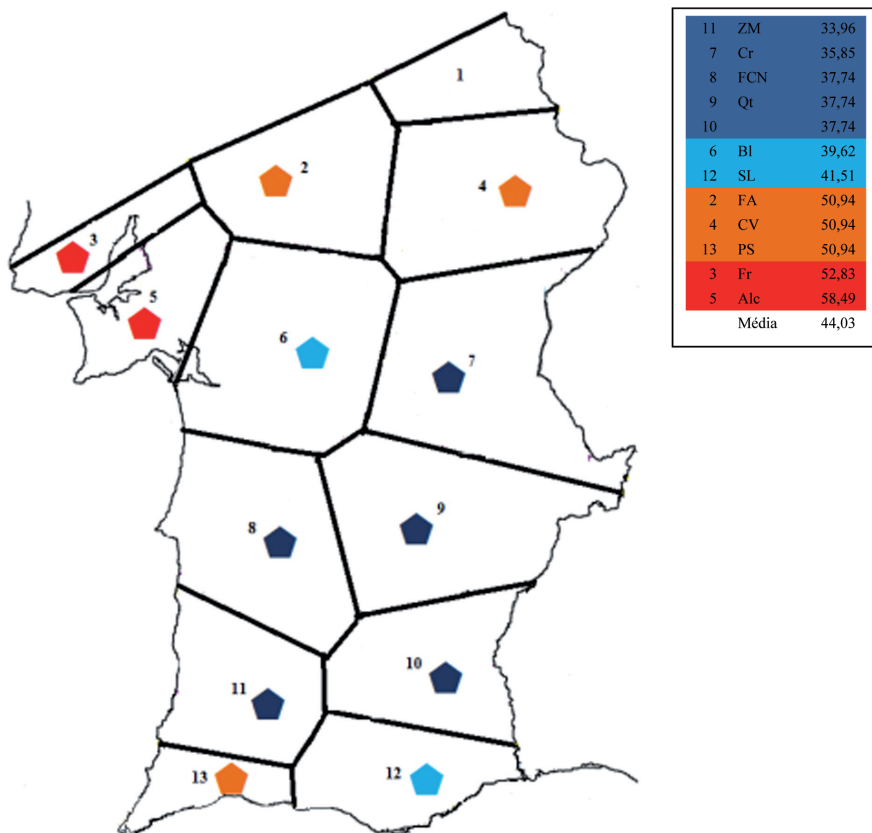 11 ZM 33,96
7 Cr 35,85
8 FCN 37,74
9 Qt 37,74
10 37,74
6 Bl 39,62
12 SL 41,51
2 FA 50,94
4 CV 50,94
13 PS 50,94
3 Fr 52,83
5 Alc 58,49
Média 44,03
1
2
4
3
5
6
7
8
9
10
11
13
12